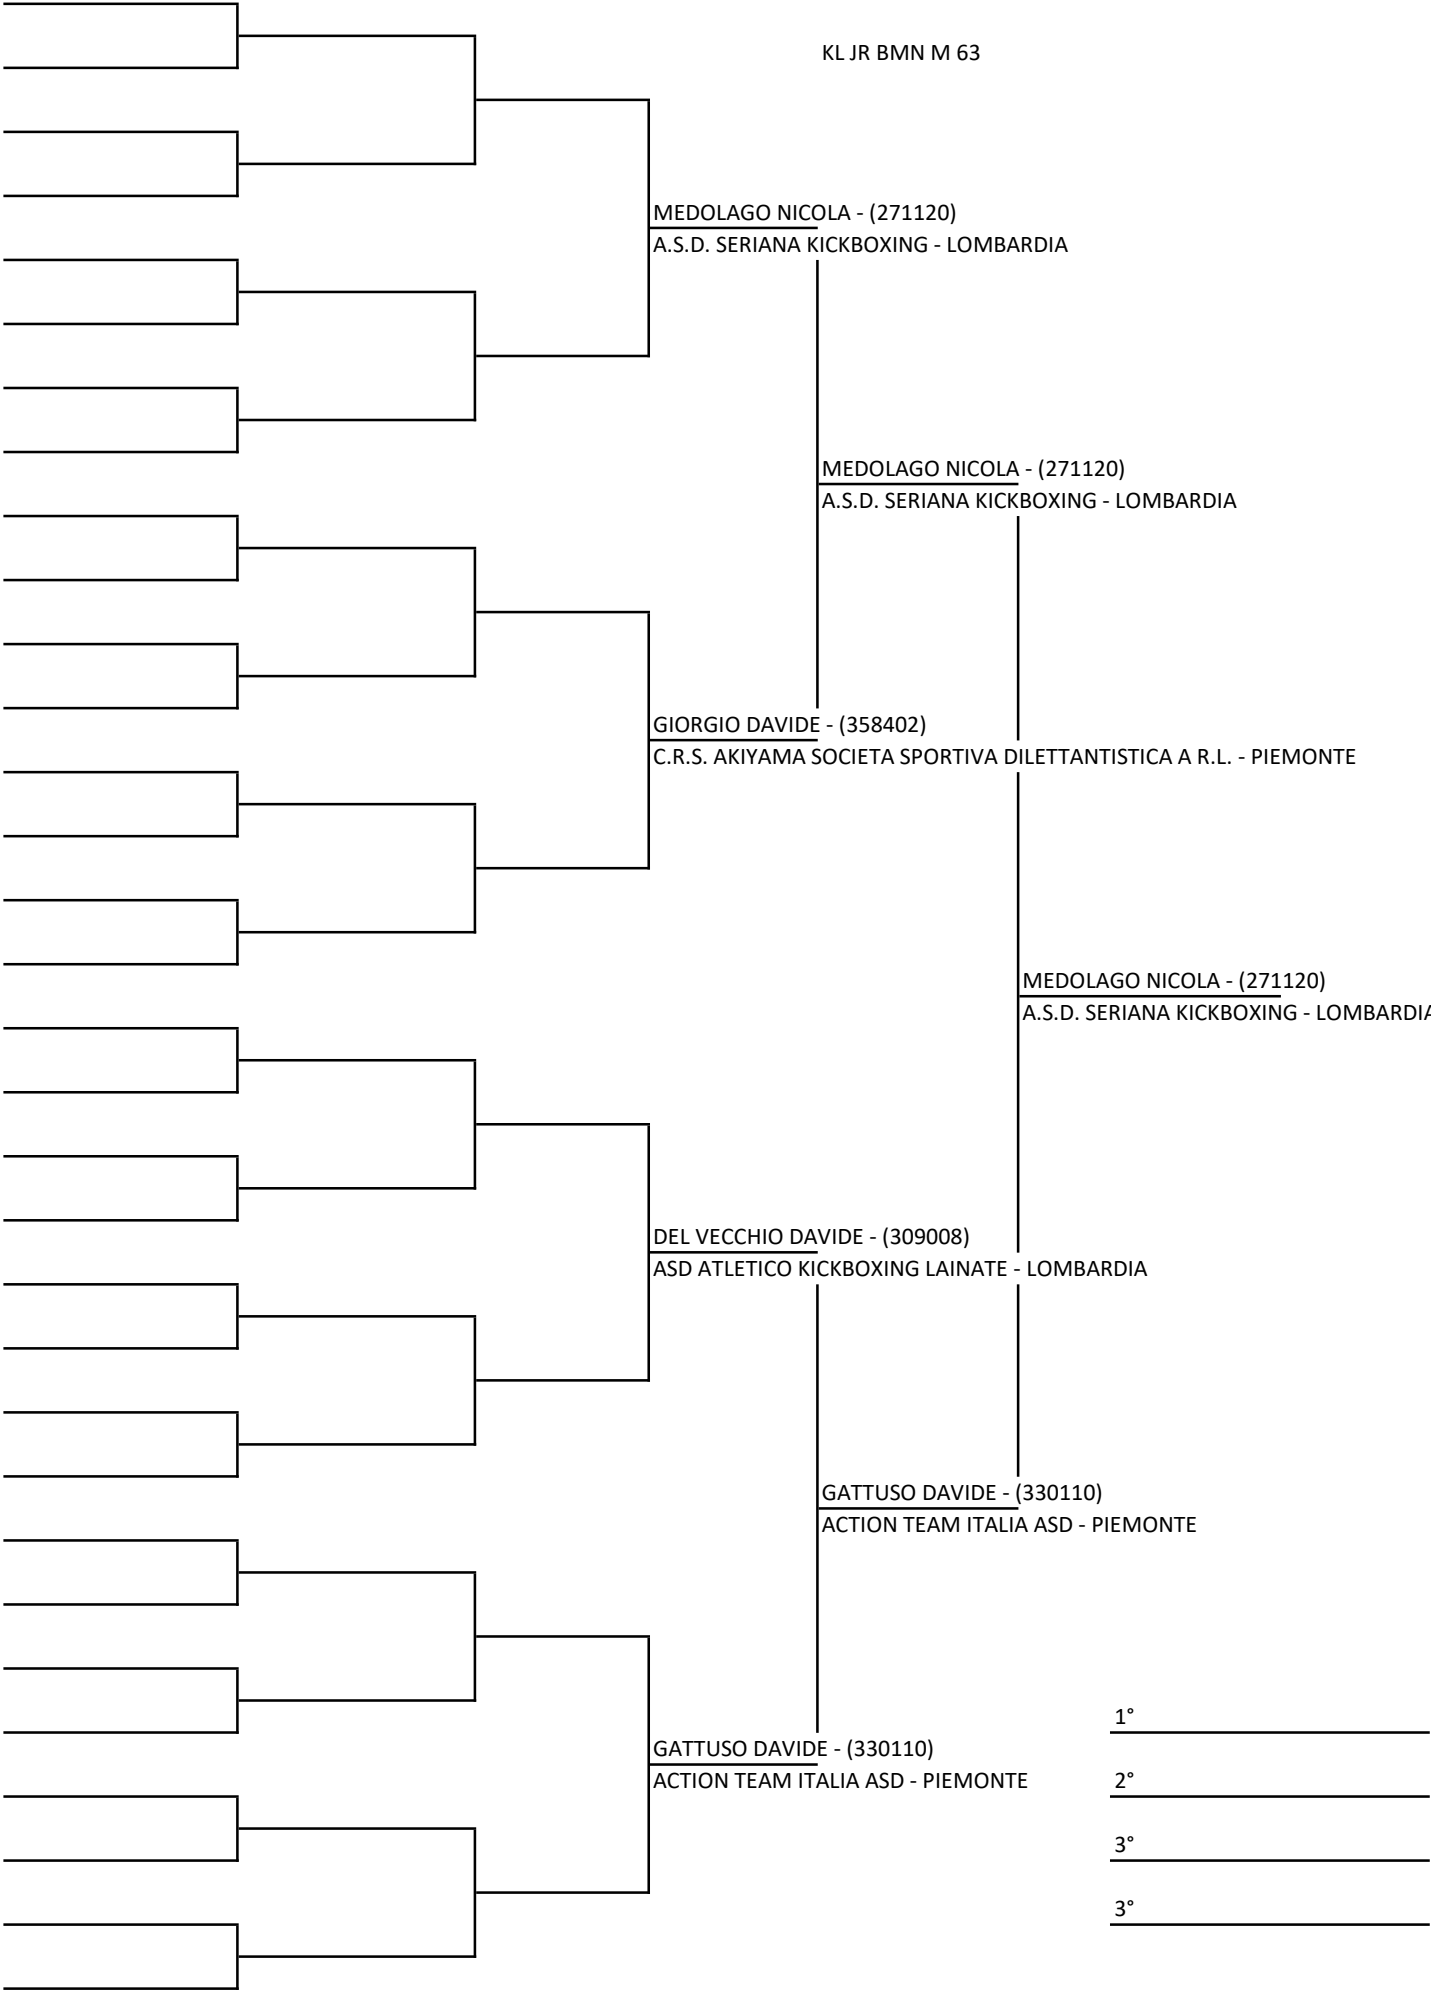 KL JR BMN M 63
MEDOLAGO NICOLA - (271120)
A.S.D. SERIANA KICKBOXING - LOMBARDIA
MEDOLAGO NICOLA - (271120)
A.S.D. SERIANA KICKBOXING - LOMBARDIA
GIORGIO DAVIDE - (358402)
C.R.S. AKIYAMA SOCIETA SPORTIVA DILETTANTISTICA A R.L. - PIEMONTE
MEDOLAGO NICOLA - (271120)
A.S.D. SERIANA KICKBOXING - LOMBARDIA
DEL VECCHIO DAVIDE - (309008)
ASD ATLETICO KICKBOXING LAINATE - LOMBARDIA
GATTUSO DAVIDE - (330110)
ACTION TEAM ITALIA ASD - PIEMONTE
1°
GATTUSO DAVIDE - (330110)
ACTION TEAM ITALIA ASD - PIEMONTE
2°
3°
3°